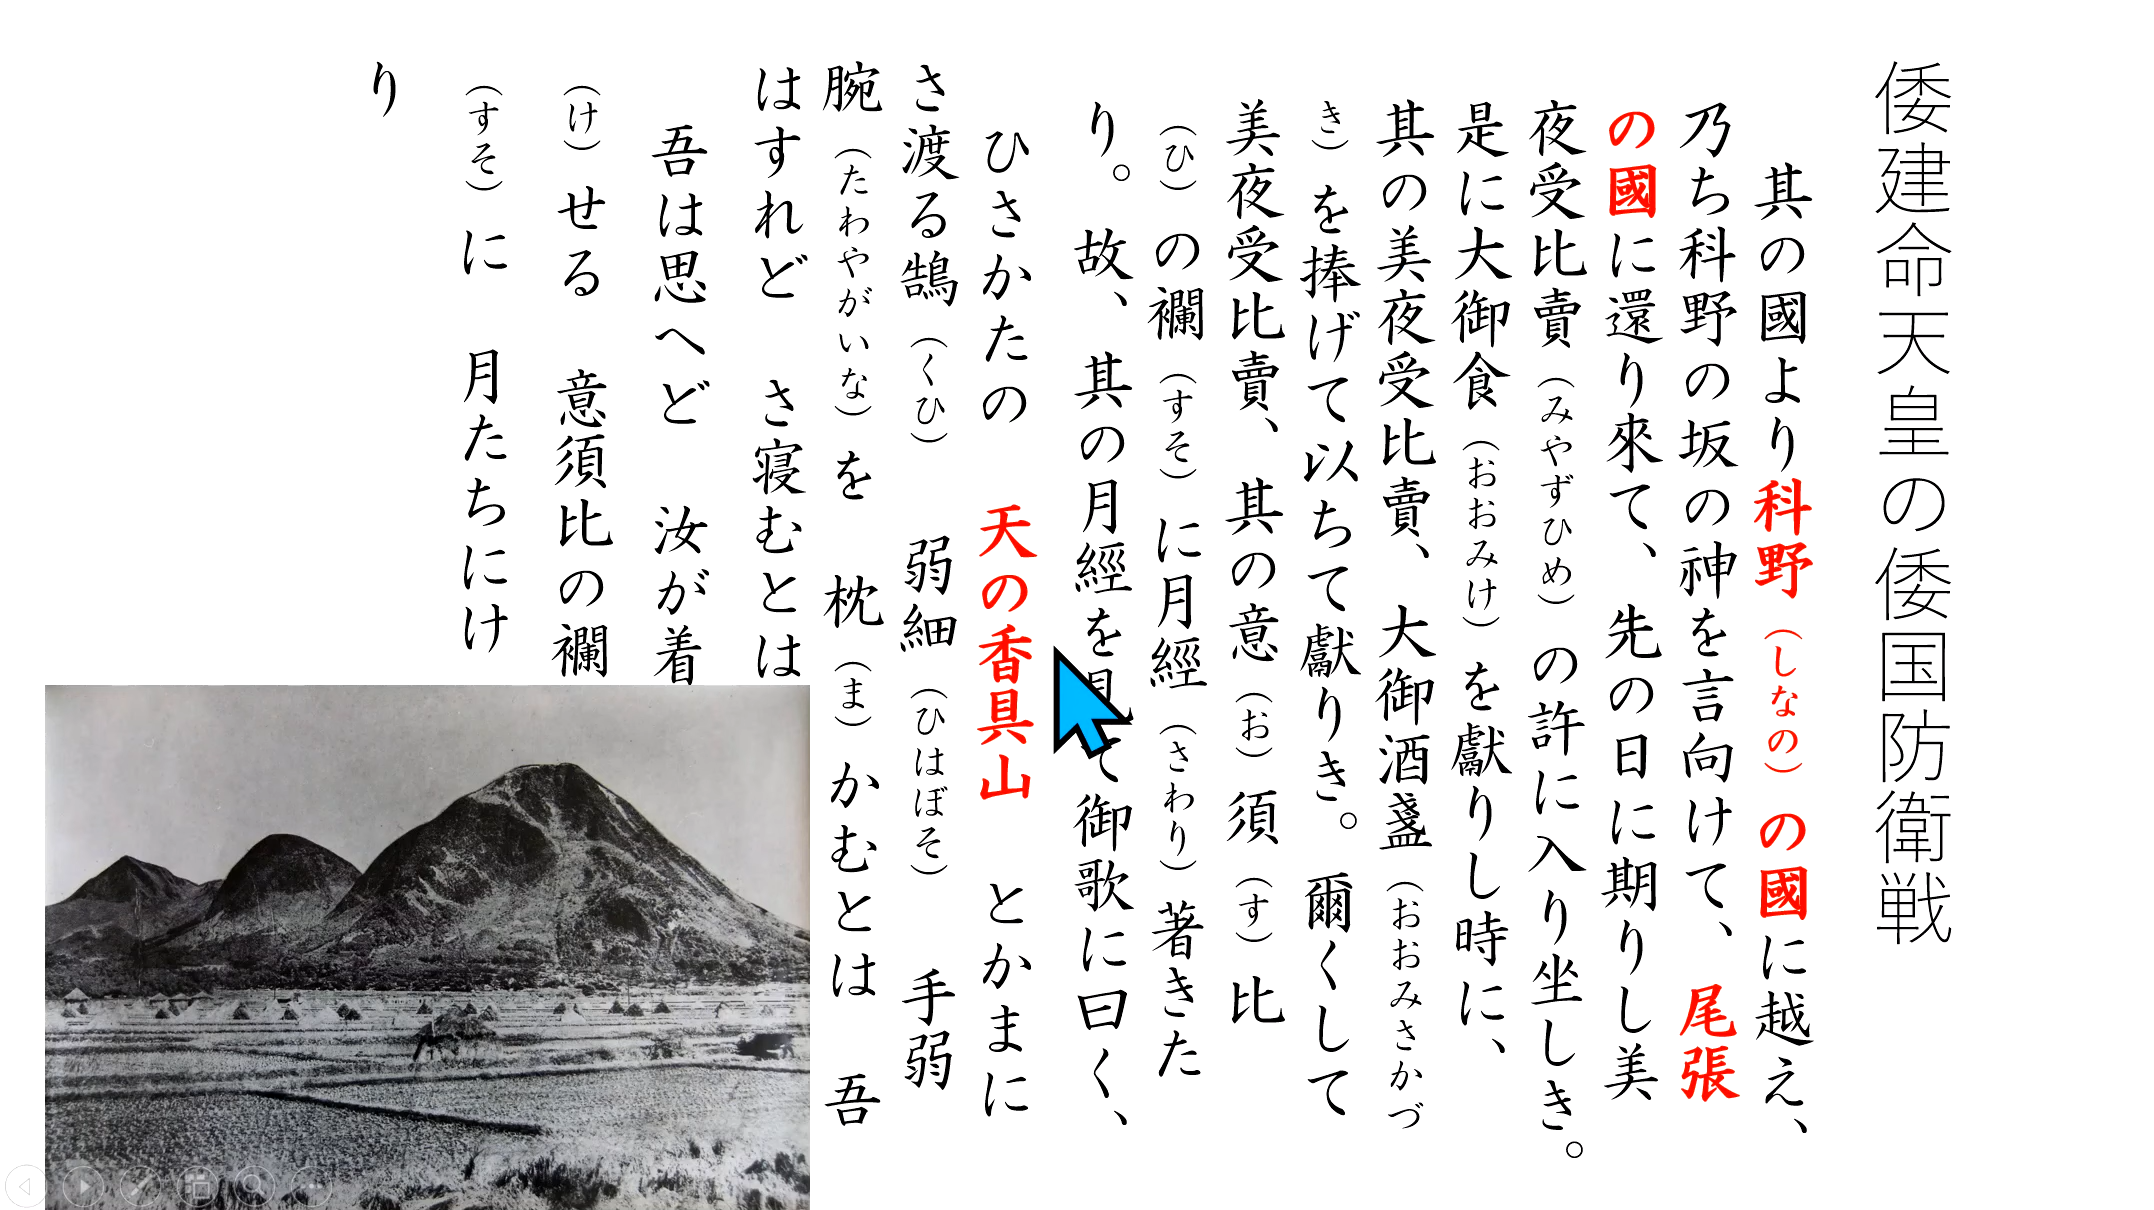 倭建命天皇の倭国防衛戦
其の國より科野（しなの）の國に越え、
乃ち科野の坂の神を言向けて、尾張
の國に還り來て、先の日に期りし美
夜受比賣（みやずひめ）の許に入り坐しき。
是に大御食（おおみけ）を獻りし時に、
其の美夜受比賣、大御酒盞（おおみさかづ
き）を捧げて以ちて獻りき。爾くして
美夜受比賣、其の意（お）須（す）比
（ひ）の襴（すそ）に月經（さわり）著きた
り。故、其の月經を見て御歌に曰く、
ひさかたの　天の香具山　とかまに
さ渡る鵠（くひ）　弱細（ひはぼそ）　手弱
腕（たわやがいな）を　枕（ま）かむとは　吾
はすれど　さ寝むとは
吾は思へど　汝が着
（け）せる　意須比の襴
（すそ）に　月たちにけ
り